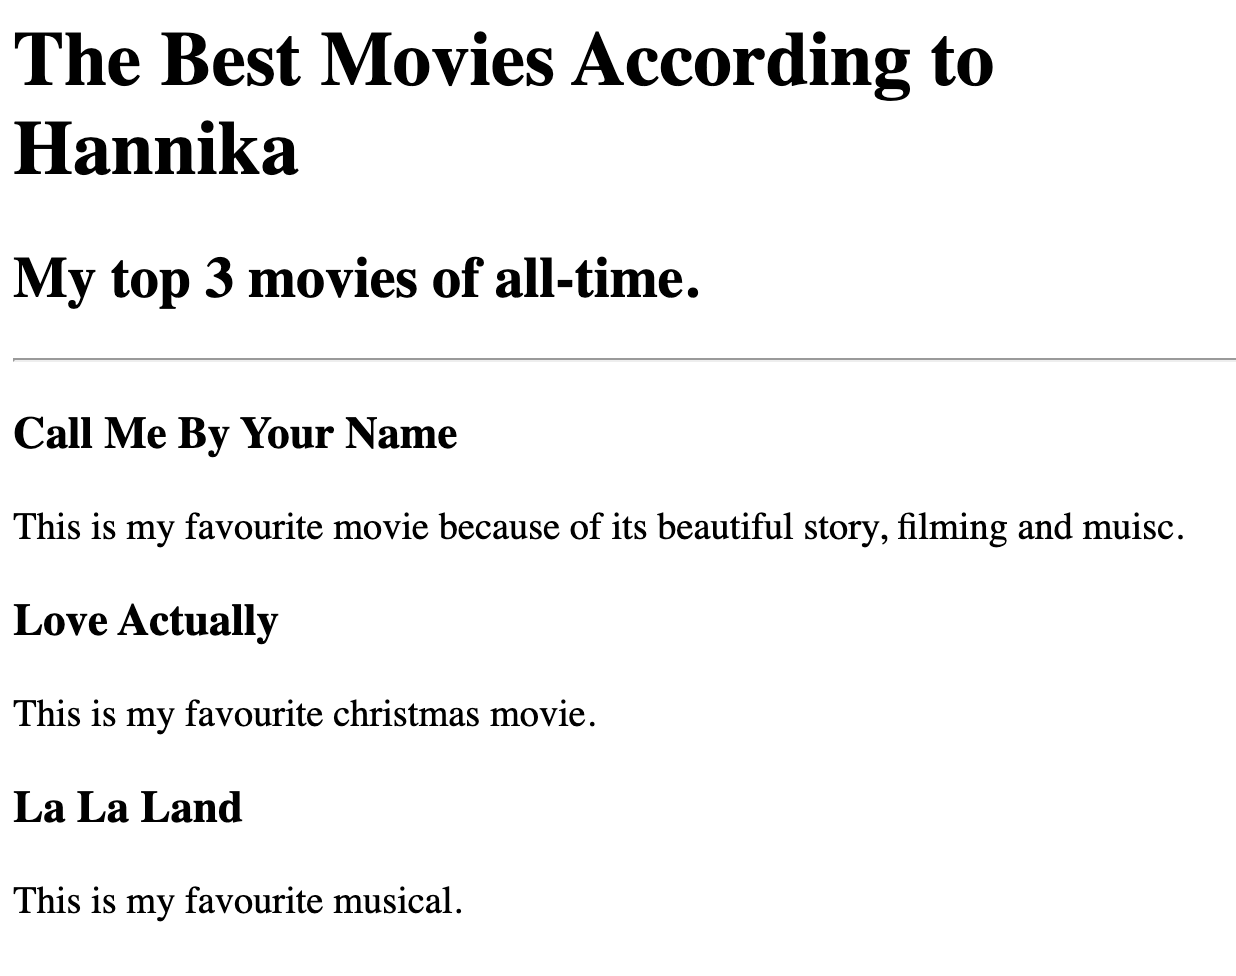 The Best Movies According to
Hannika
My top 3 movies of all-time.
Call Me By Your Name
This is my favourite movie because of its beautiful story, filming and muisc.
Love Actually
This is my favourite christmas movie.
La La Land
This is my favourite musical.